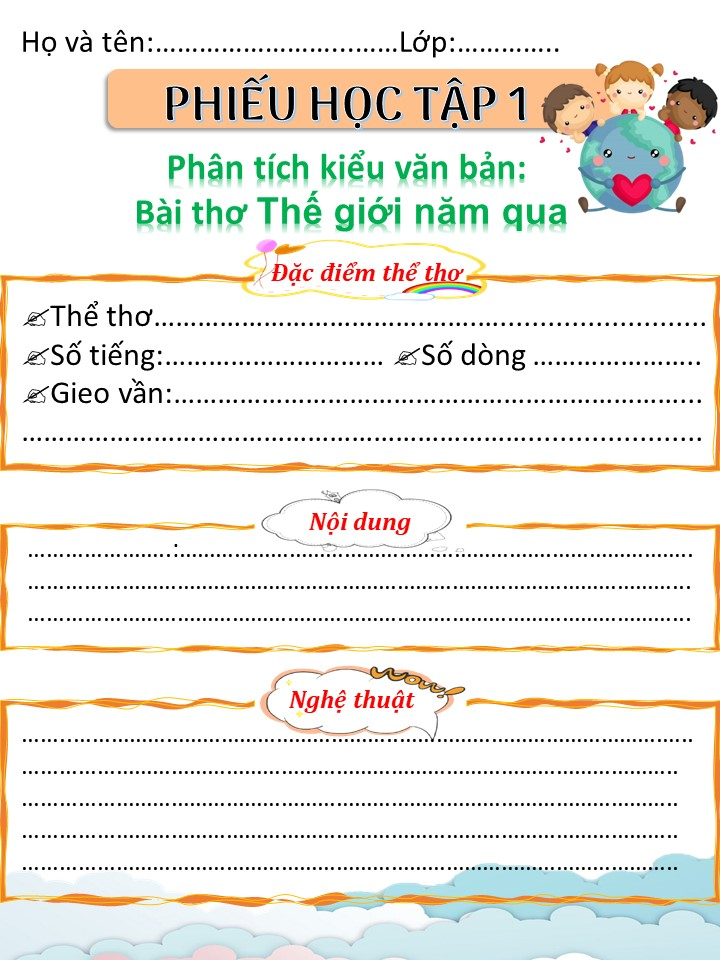 Họ và tên:……………………..……Lớp:…………..
PHIẾU HỌC TẬP 1
Phân tích kiểu văn bản:
Bài thơ Thế giới năm qua
Đặc điểm thể thơ
Thể thơ……………………………………………………………………
Số tiếng:………………………… Số dòng …………………..
Gieo vần:………………………………………………………………
……………………………………………………………………………………
Nội dung
……………………………………………………………………………………
……………………………………………………………………………………
……………………………………………………………………………………
Wow!
Nghệ thuật
……………………………………………………………………………………
……………………………………………………………………………………
……………………………………………………………………………………
……………………………………………………………………………………
……………………………………………………………………………………